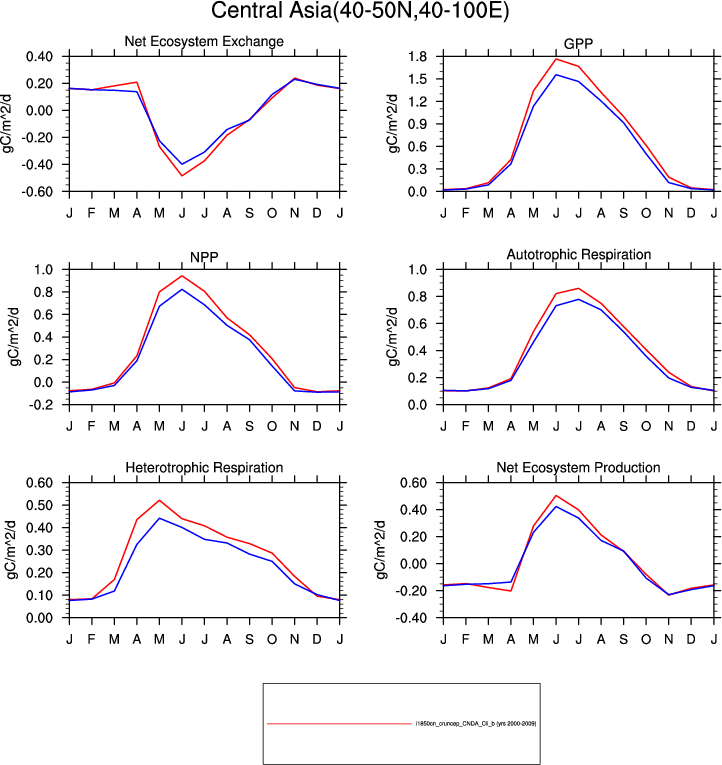 Central Asia(40-50N,40-100E)
Net Ecosystem Exchange
gC/m^2/d
0.40
0.20
0.00
-0.20
-0.40
-0.60
J F M A M J J A S O N D J
GPP
gC/m^2/d
1.8
1.5
1.2
0.9
0.6
0.3
0.0
J F M A M J J A S O N D J
NPP
gC/m^2/d
1.0
0.8
0.6
0.4
0.2
0.0
-0.2
J F M A M J J A S O N D J
Autotrophic Respiration
gC/m^2/d
1.0
0.8
0.6
0.4
0.2
0.0
J F M A M J J A S O N D J
Heterotrophic Respiration
gC/m^2/d
0.60
0.50
0.40
0.30
0.20
0.10
0.00
J F M A M J J A S O N D J
Net Ecosystem Production
gC/m^2/d
0.60
0.40
0.20
0.00
-0.20
-0.40
J F M A M J J A S O N D J
(yrs 2000-2009)